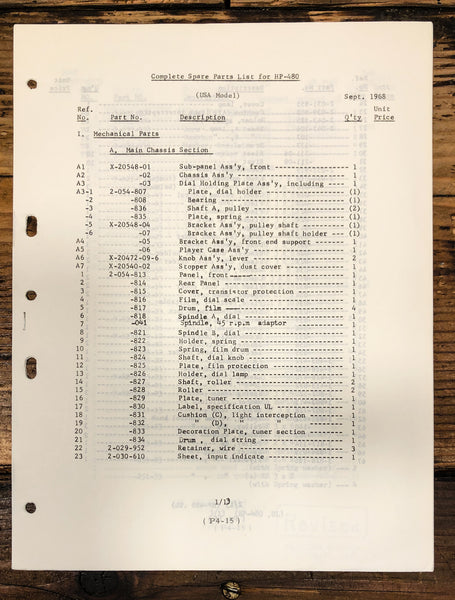 Complete Spare Parts List for HP-480
(USA Model)
Sept. 1968
Ref. Unit
No. Part No. Description Q'ty Price
I. Mechanical Parts
A, Main Chassis Section
A1 X-20548-01 Sub-panel Ass'y, front 1
A2 -02 Chassis Ass'y 1
A3 -03 Dial Holding Plate Ass'y, including 1
A3-1 2-054-807 Plate, dial holder (1)
-2 -808 Bearing (1)
-3 -836 Shaft A, pulley (2)
-4 -835 Plate, spring (1)
-5 X-20548-04 Bracket Ass'y, pulley shaft (1)
-6 -07 Bracket Ass'y, pulley shaft holder (1)
A4 -05 Bracket Ass'y, front end support 1
A5 -06 Player Case Ass'y 1
A6 X-20472-09-6 Knob Ass'y, lever 2
A7 X-20540-02 Stopper Ass'y, dust cover 1
1 2-054-813 Panel, front 1
2 -814 Rear Panel 1
3 -815 Cover, transistor protection 1
4 -816 Film, dial scale 1
5 -817 Drum, film 4
6 -818 Spindle A, dial 1
7 -041 Spindle, 45 r.p.m adaptor 1
8 -821 Spindle B, dial 1
9 -822 Holder, spring 1
10 -823 Spring, film drum 1
11 -824 Shaft, dial knob 1
12 -825 Plate, film protection 1
13 -826 Holder, dial lamp 1
14 -827 Shaft, roller 2
15 -828 Roller 2
16 -829 Plate, tuner 1
17 -830 Label, specification UL 1
18 -831 Cushion (C), light interception 1
19 -832 " (D), " " 1
20 -833 Decoration Plate, tuner section 1
21 -834 Drum , dial string 1
22 2-029-952 Retainer, wire 3
23 2-030-610 Sheet, input indicate 1
1/13
( P4-15 )